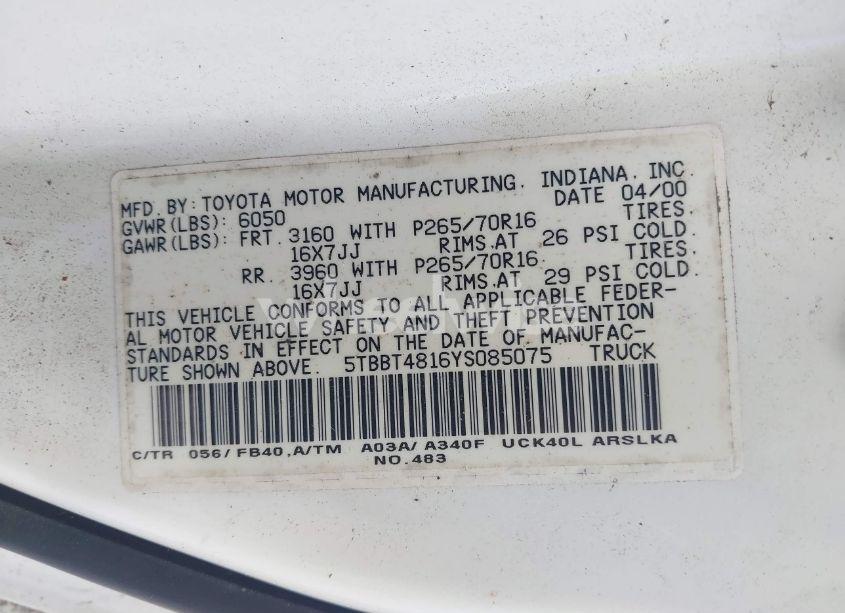 MFD. BY: TOYOTA MOTOR MANUFACTURING, INDIANA, INC.
GVWR(LBS): 6050 DATE 04/00
GAWR(LBS): FRT. 3160 WITH P265/70R16 TIRES.
16X7JJ RIMS.AT 26 PSI COLD.
RR. 3960 WITH P265/70R16 TIRES.
16X7JJ RIMS.AT 29 PSI COLD.
THIS VEHICLE CONFORMS TO ALL APPLICABLE FEDER-
AL MOTOR VEHICLE SAFETY AND THEFT PREVENTION
STANDARDS IN EFFECT ON THE DATE OF MANUFAC-
TURE SHOWN ABOVE. 5TBBT4816YS085075 TRUCK
C/TR 056/ FB40,A/TM A03A/ A340F UCK40L ARSLKA
NO.483